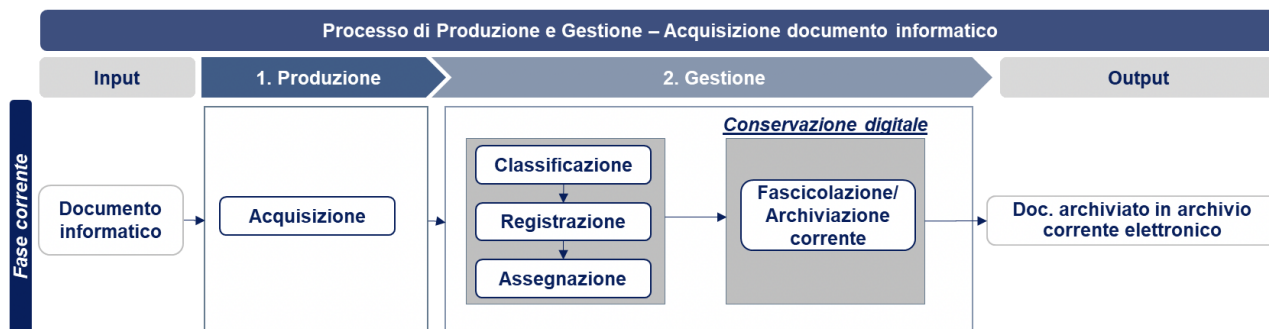 Processo di Produzione e Gestione – Acquisizione documento informatico
Input
1. Produzione
2. Gestione
Output
Fase corrente
Documento
informatico
Acquisizione
Classificazione
Registrazione
Assegnazione
Conservazione digitale
Fascicolazione/
Archiviazione
corrente
Doc. archiviato in archivio
corrente elettronico